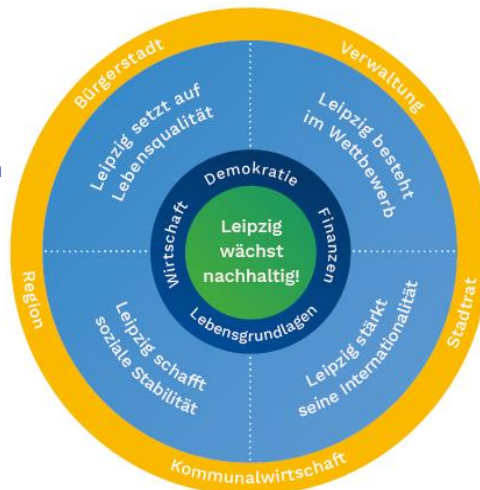 Bürgerstadt
Verwaltung
Leipzig setzt auf
Lebensqualität
Leipzig besteht
im Wettbewerb
Demokratie
Wirtschaft
Finanzen
Leipzig
wächst
nachhaltig!
Lebensgrundlagen
Region
Stadtrat
Leipzig schafft
soziale Stabilität
Leipzig stärkt
seine Internationalität
Kommunalwirtschaft